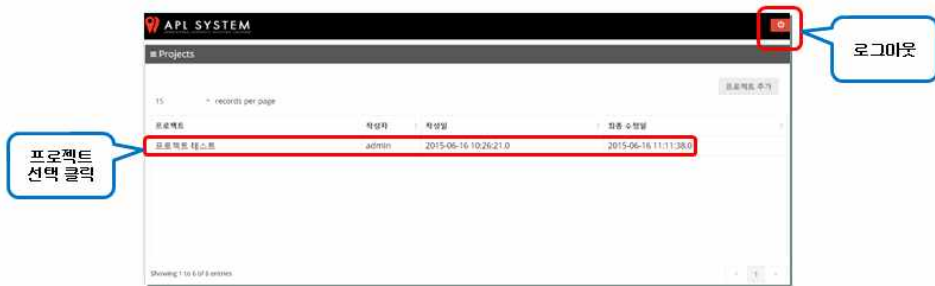 APL SYSTEM
로그아웃
Projects
프로젝트 추가
15 records per page
프로젝트 작성자 작성일 최종 수정일
프로젝트 테스트 admin 2015-06-16 10:26:21.0 2015-06-16 11:11:38.0
프로젝트
선택 클릭
Showing 1 to 6 of 6 entries